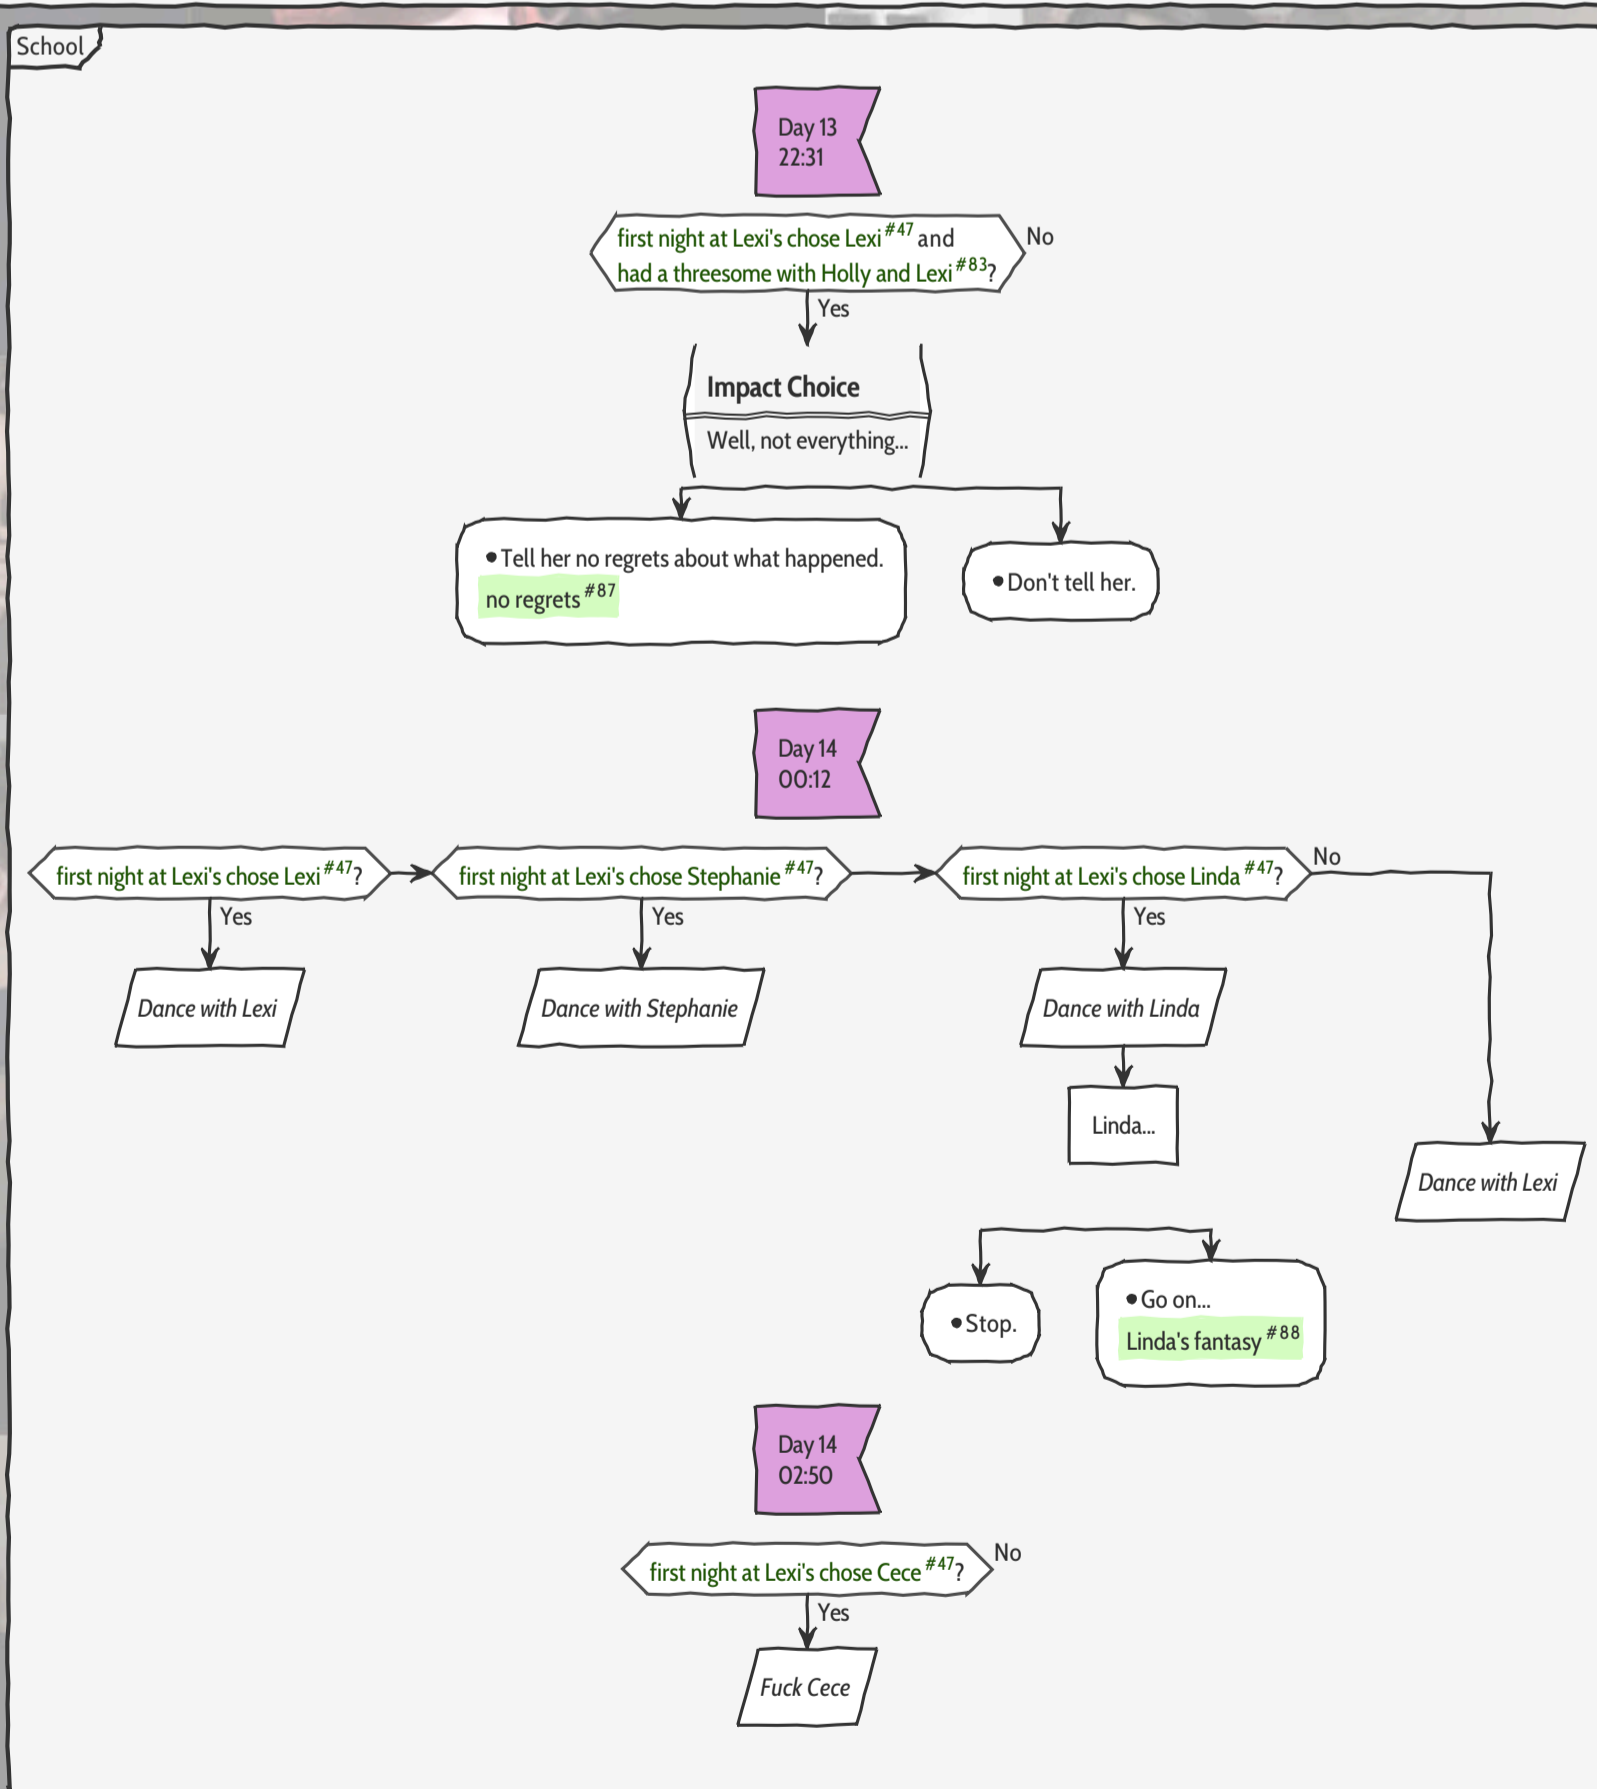 School
Day 13
22:31
first night at Lexi's chose Lexi #47 and
had a threesome with Holly and Lexi #83?
No
Yes
Impact Choice
Well, not everything...
•Tell her no regrets about what happened.
no regrets #87
•Don't tell her.
Day 14
00:12
first night at Lexi's chose Lexi #47?
first night at Lexi's chose Stephanie #47?
first night at Lexi's chose Linda #47?
No
Yes
Yes
Yes
Dance with Lexi
Dance with Stephanie
Dance with Linda
Linda...
Dance with Lexi
•Stop.
•Go on...
Linda's fantasy #88
Day 14
02:50
first night at Lexi's chose Cece #47?
No
Yes
Fuck Cece